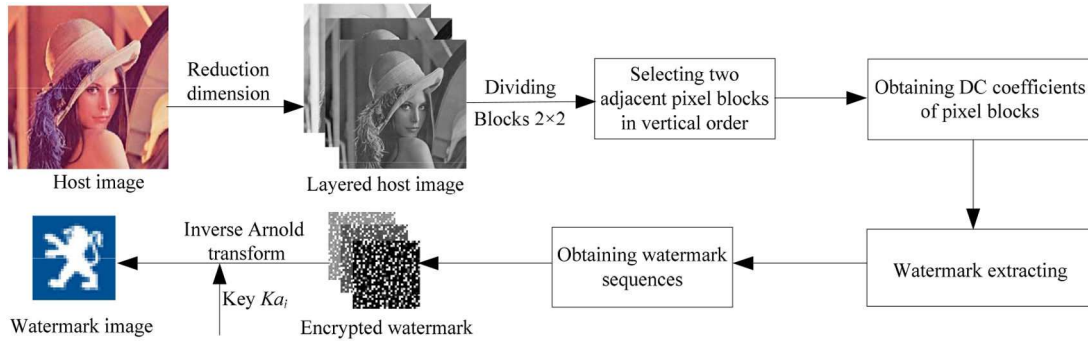 Reduction
dimension
Dividing
Blocks 2×2
Selecting two
adjacent pixel blocks
in vertical order
Obtaining DC coefficients
of pixel blocks
Host image
Layered host image
Inverse Arnold
transform
Key Kaᵢ
Obtaining watermark
sequences
Watermark extracting
Watermark image
Encrypted watermark